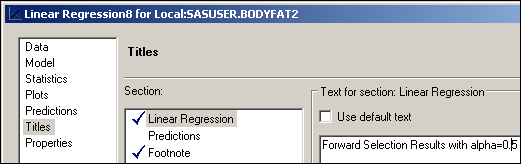 Linear Regression8 for Local:SASUSER.BODYFAT2
Data
Model
Statistics
Plots
Predictions
Titles
Properties
Titles
Section:
Linear Regression
Predictions
Footnote
Text for section: Linear Regression
Use default text
Forward Selection Results with alpha=0.5